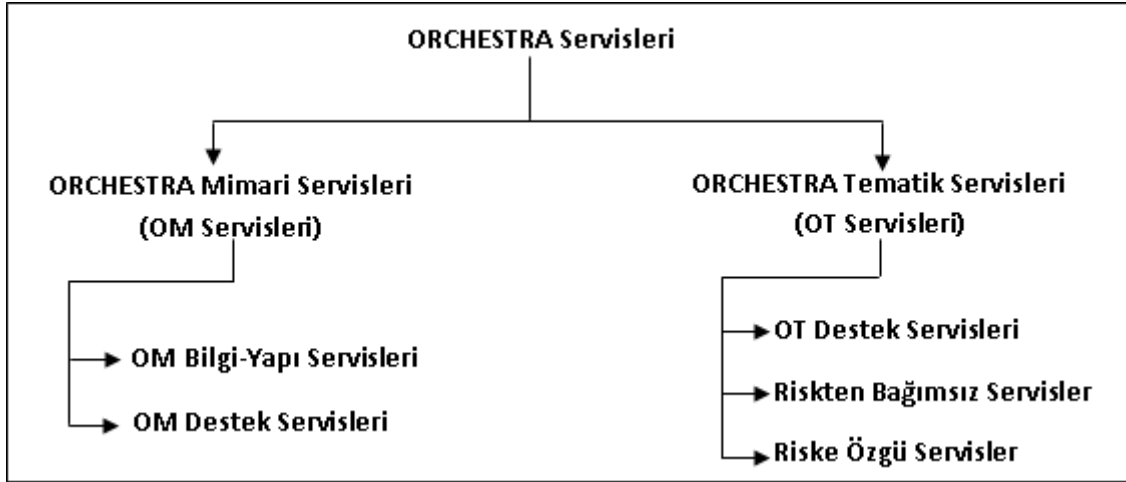 ORCHESTRA Servisleri
ORCHESTRA Mimari Servisleri
(OM Servisleri)
OM Bilgi-Yapı Servisleri
OM Destek Servisleri
ORCHESTRA Tematik Servisleri
(OT Servisleri)
OT Destek Servisleri
Riskten Bağımsız Servisler
Riske Özgü Servisler